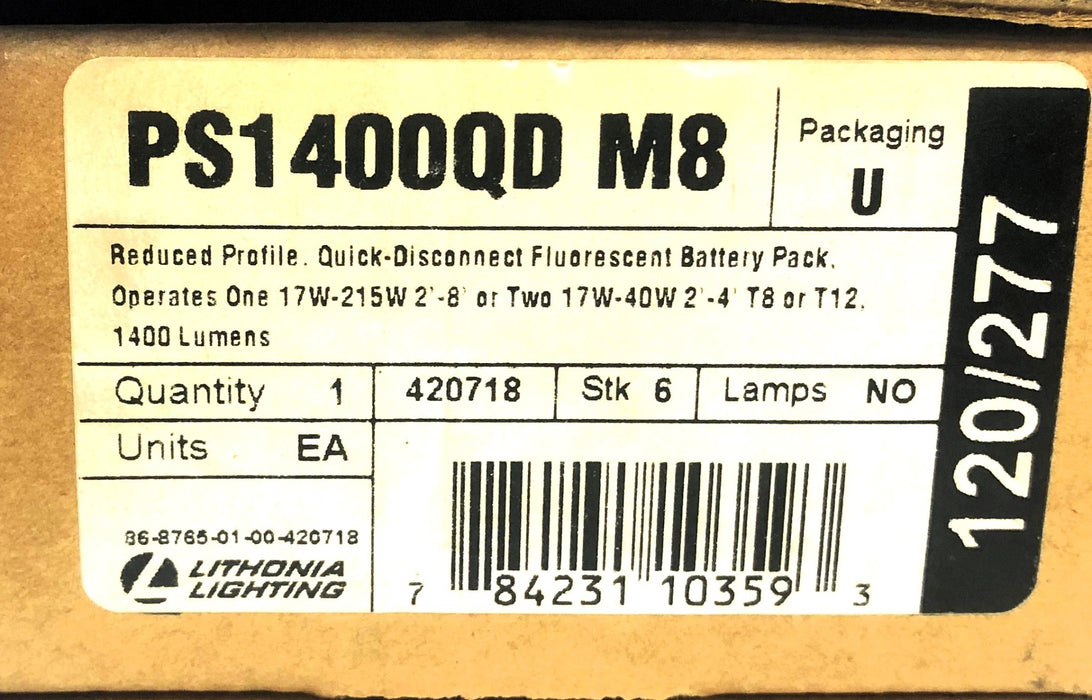 PS1400QD M8
Packaging
U
120/277
Reduced Profile. Quick-Disconnect Fluorescent Battery Pack.
Operates One 17W-215W 2'-8' or Two 17W-40W 2'-4' T8 or T12.
1400 Lumens
Quantity 1
420718
Stk 6
Lamps NO
Units EA
86-8765-01-00-420718
LITHONIA
LIGHTING
7 84231 10359 3